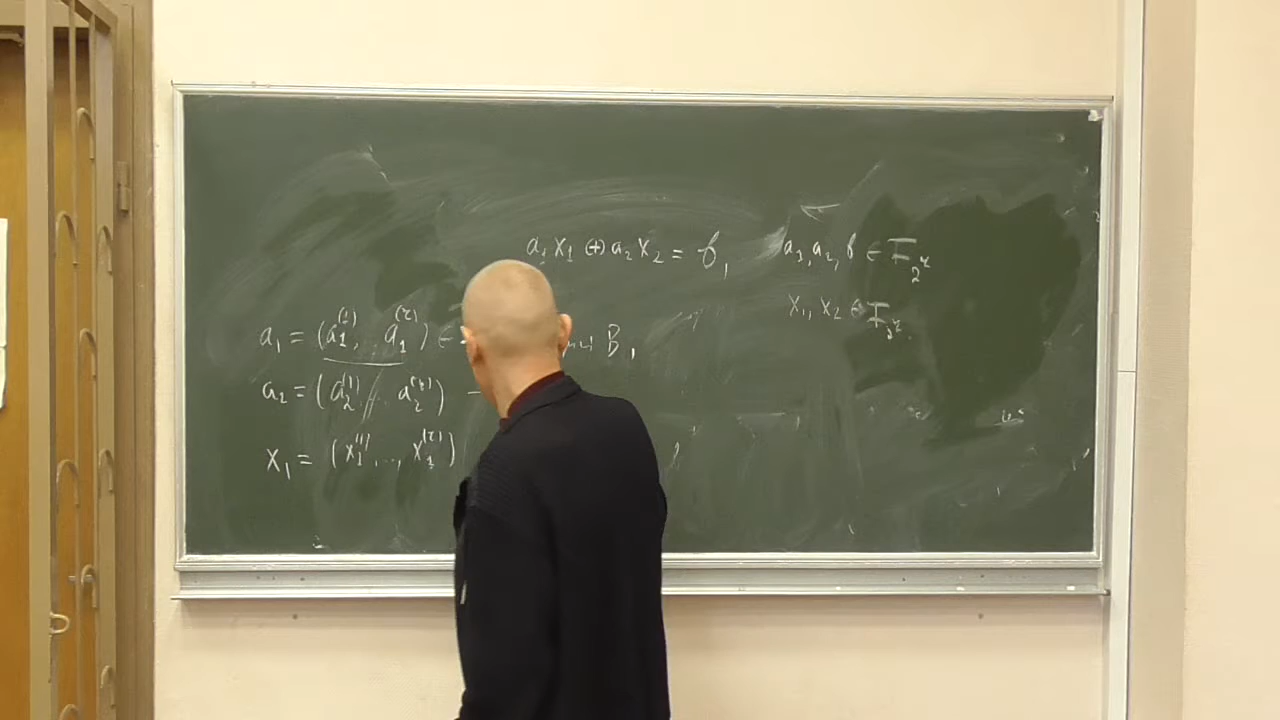 a₁x₁ ⊕ a₂x₂ = b, a₁, a₂, b ∈ F_{2^r}
x₁, x₂ ∈ F_{2^r}
a₁ = (a₁^{(1)}, .. a₁^{(r)}) ∈ B,
a₂ = (a₂^{(1)}, .. a₂^{(r)}) –
x₁ = (x₁^{(1)}, .., x₁^{(r)})